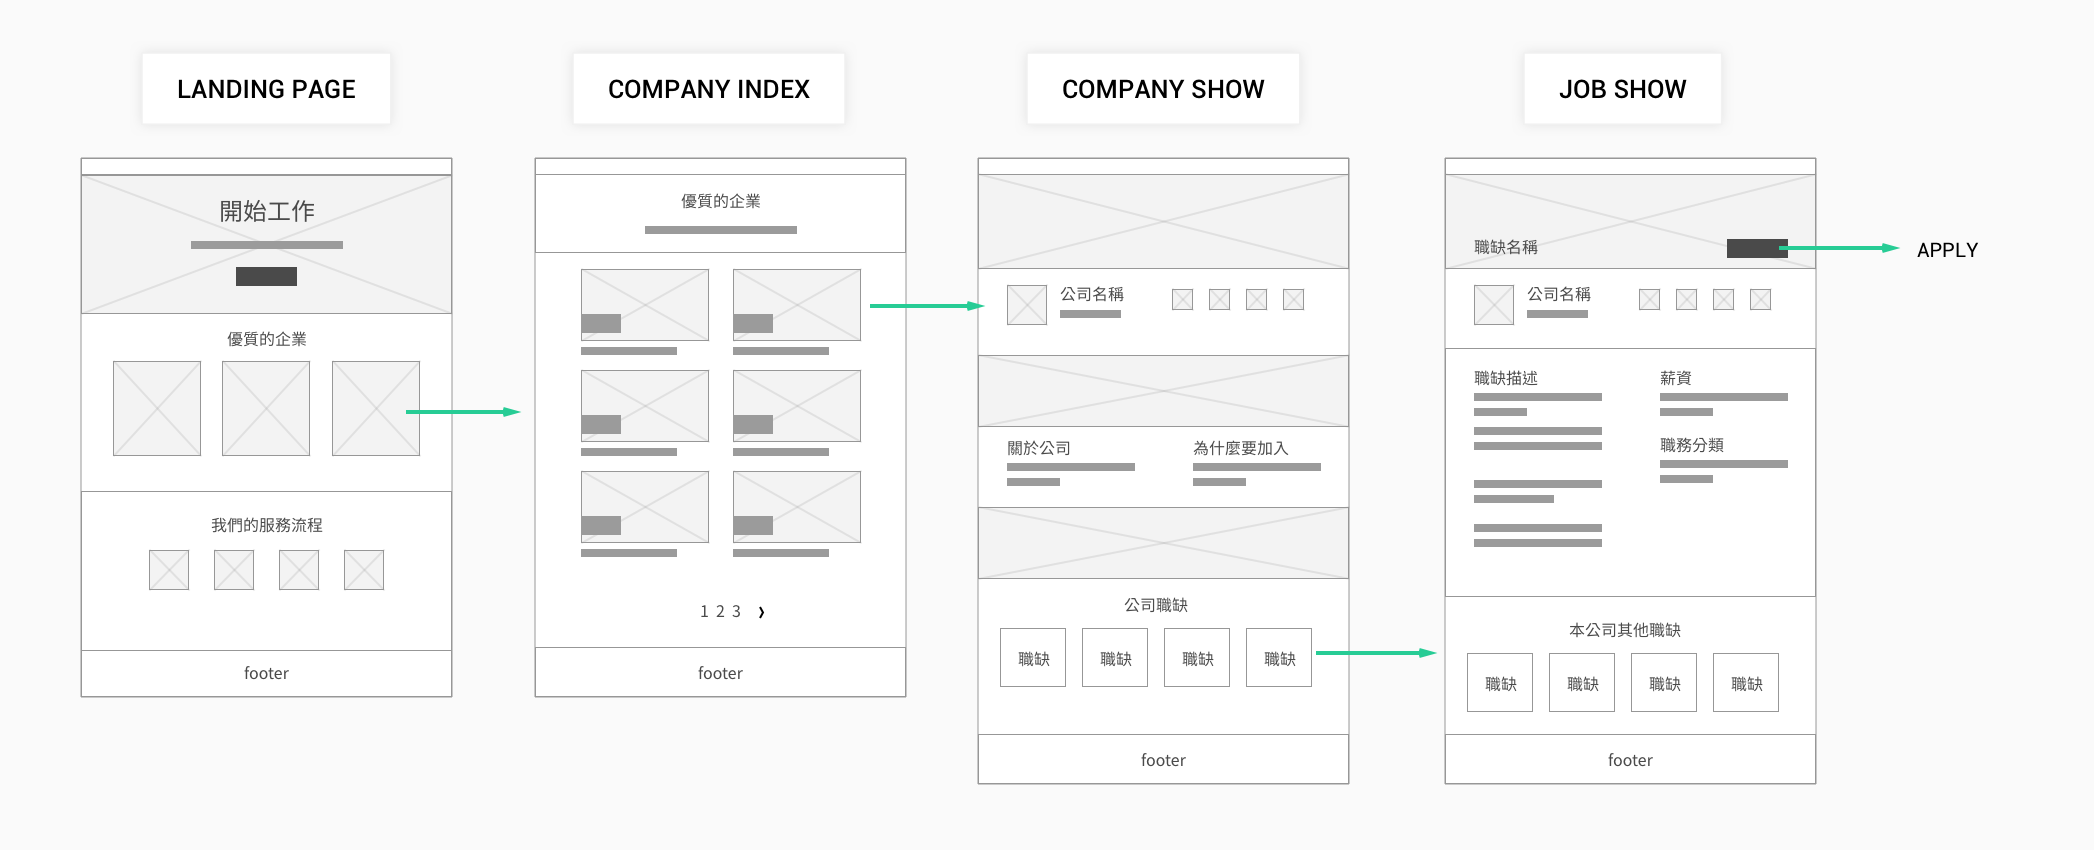 LANDING PAGE
開始工作
優質的企業
我們的服務流程
footer
COMPANY INDEX
優質的企業
1 2 3 ›
footer
COMPANY SHOW
公司名稱
關於公司
為什麼要加入
公司職缺
職缺 職缺 職缺 職缺
footer
JOB SHOW
職缺名稱
APPLY
公司名稱
職缺描述
薪資
職務分類
本公司其他職缺
職缺 職缺 職缺 職缺
footer